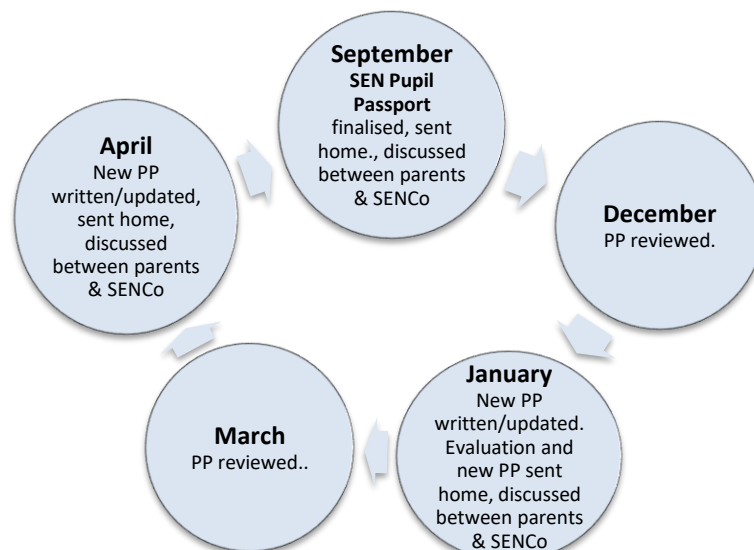 September
SEN Pupil
Passport
finalised, sent
home., discussed
between parents
& SENCo
December
PP reviewed.
January
New PP
written/updated.
Evaluation and
new PP sent
home, discussed
between parents
& SENCo
March
PP reviewed..
April
New PP
written/updated,
sent home,
discussed
between parents
& SENCo